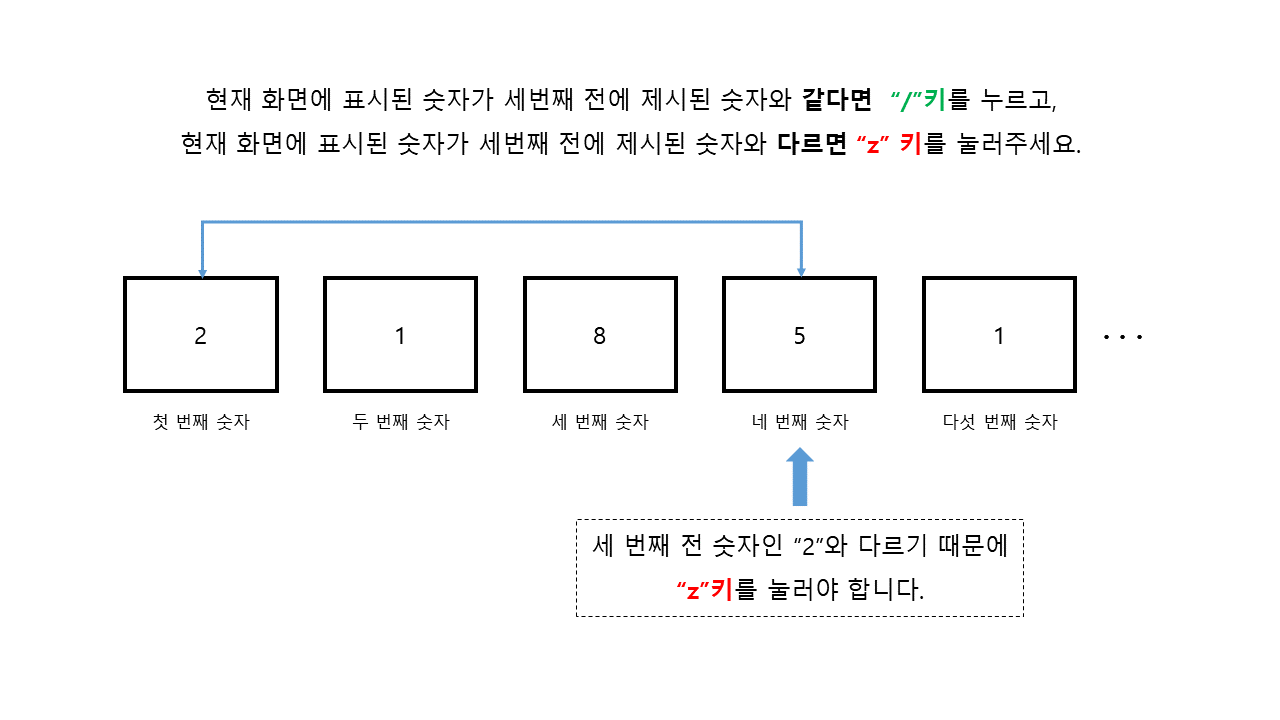 현재 화면에 표시된 숫자가 세번째 전에 제시된 숫자와 같다면 “/”키를 누르고,
현재 화면에 표시된 숫자가 세번째 전에 제시된 숫자와 다르면 “z” 키를 눌러주세요.
2 1 8 5 1 ...
첫 번째 숫자 두 번째 숫자 세 번째 숫자 네 번째 숫자 다섯 번째 숫자
세 번째 전 숫자인 “2”와 다르기 때문에
“z”키를 눌러야 합니다.